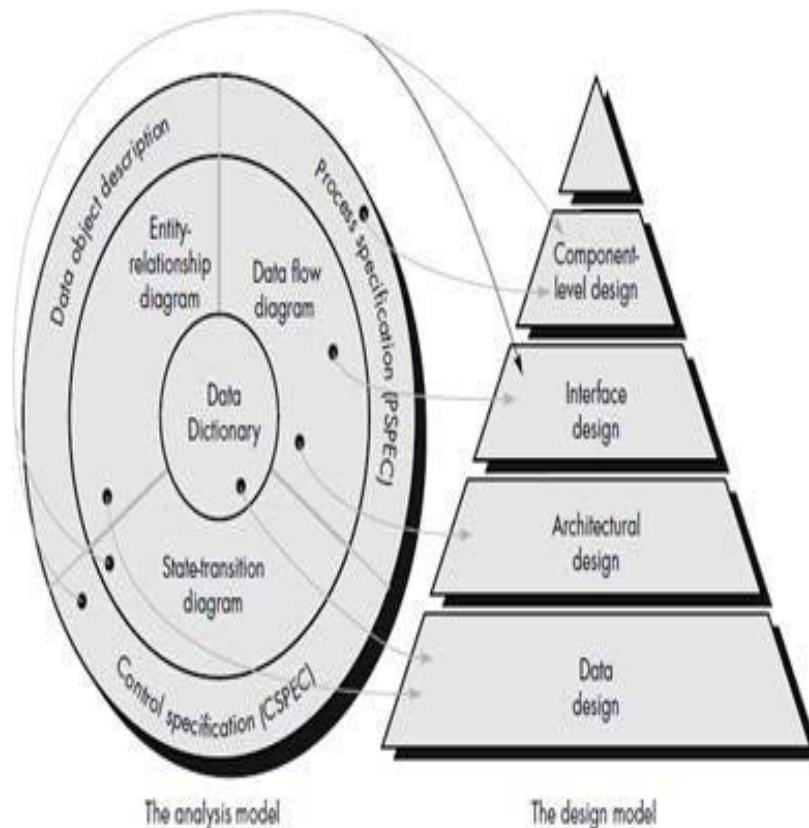 Data object description
Process specification (PSPEC)
Control specification (CSPEC)
Entity-
relationship
diagram
Data flow
diagram
Data
Dictionary
State-transition
diagram
The analysis model
Component-
level design
Interface
design
Architectural
design
Data
design
The design model